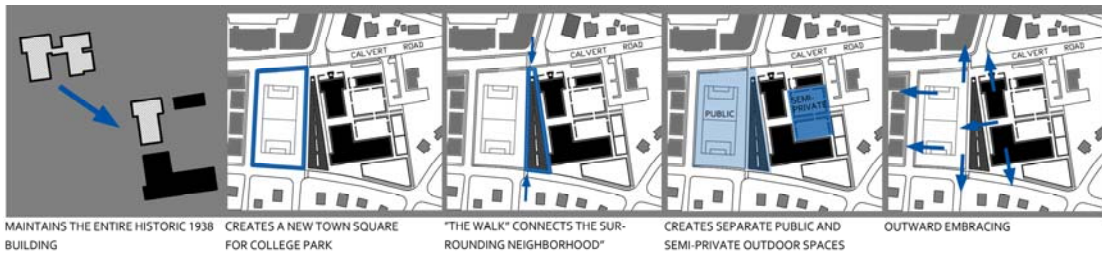 CALVERT ROAD
CALVERT ROAD
CALVERT ROAD
PUBLIC
SEMI-
PRIVATE
CALVERT ROAD
MAINTAINS THE ENTIRE HISTORIC 1938
BUILDING
CREATES A NEW TOWN SQUARE
FOR COLLEGE PARK
"THE WALK" CONNECTS THE SUR-
ROUNDING NEIGHBORHOOD"
CREATES SEPARATE PUBLIC AND
SEMI-PRIVATE OUTDOOR SPACES
OUTWARD EMBRACING